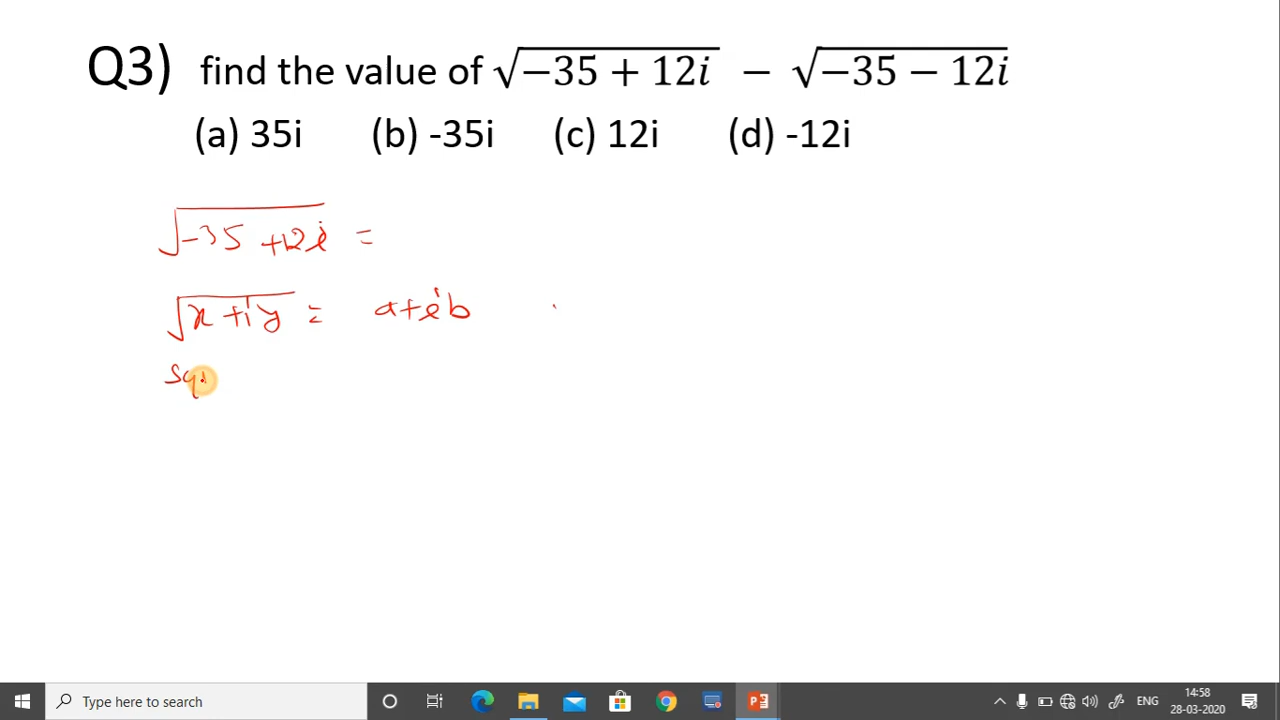 Q3) find the value of √−35 + 12i − √−35 − 12i
(a) 35i (b) -35i (c) 12i (d) -12i
√-35 +12i =
√x +iy = a+ib
Sq
Type here to search
ENG
14:58
28-03-2020